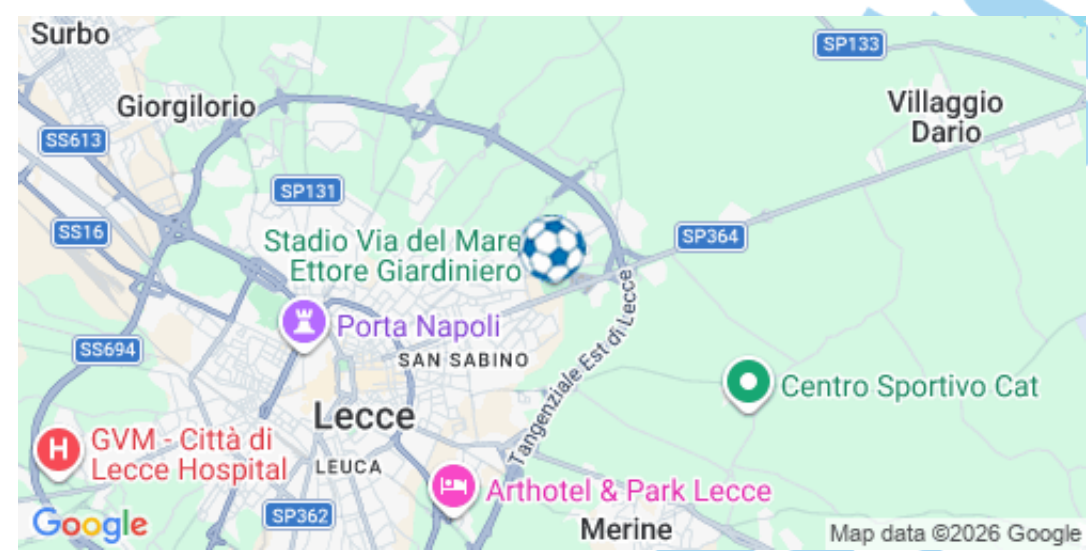 Surbo
SP133
Giorgilorio
Villaggio
Dario
SS613
SP131
SS16
Stadio Via del Mare
Ettore Giardiniero
SP364
Porta Napoli
SAN SABINO
SS694
Tangenziale Est di Lecce
Centro Sportivo Cat
Lecce
H
GVM - Città di
Lecce Hospital
LEUCA
Arthotel & Park Lecce
Google
SP362
Merine
Map data ©2026 Google